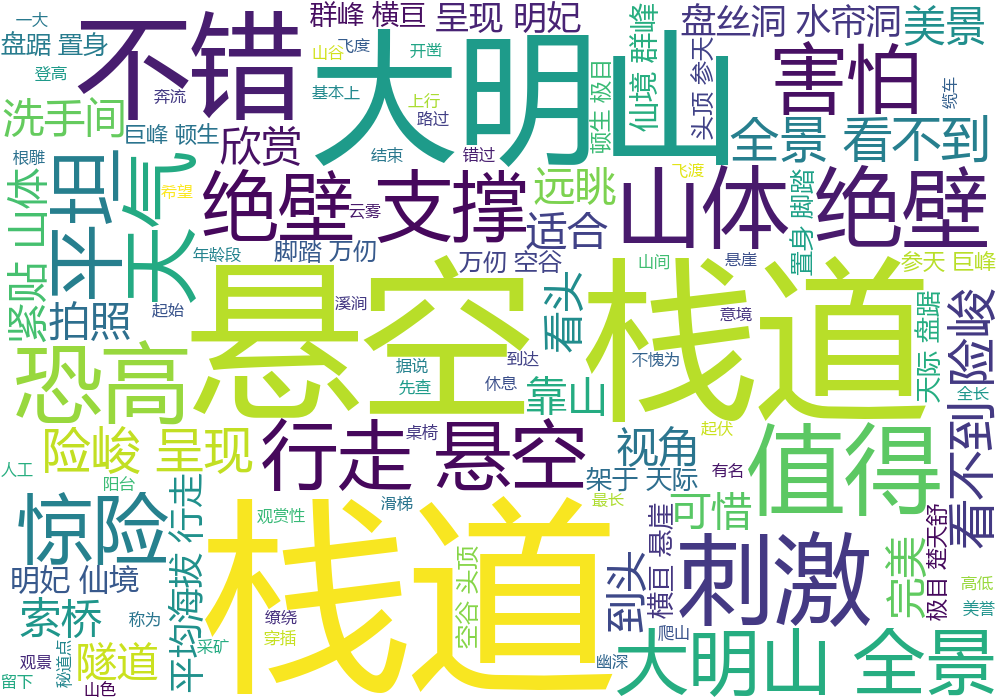 一大
群峰 横亘
呈现 明妃
盘丝洞 水帘洞
美景
盘踞 置身
不错
山谷
飞度
开凿
大明山
仙境 群峰
头顶 参天
害怕
登高
奔流
基本上
上行
路过
顿生 极目
缆车
洗手间
巨峰 顿生
欣赏
结束
错过
全景 看不到
根雕
平坦
天气
希望
绝壁 支撑
远眺
飞渡
山体 绝壁
紧贴 山体
云雾
适合
置身 脚踏
年龄段
脚踏 万仞
万仞 空谷
山间
悬崖
参天 巨峰
拍照
起始
溪涧
悬空 栈道
看头
意境
天际 盘踞
险峻
恐高
据说
到达
不愧为
先查
休息
靠山
全长
险峻 呈现
行走 悬空
桌椅
视角
起伏
值得
看不到
人工
阳台
滑梯
架于 天际
有名
惊险
平均海拔 行走
观赏性
最长
可惜
栈道
横亘 悬崖
刺激
完美
极目 楚天舒
明妃 仙境
空谷 头顶
到头
高低
索桥
称为
缭绕
穿插
爬山
美誉
观景
秘道点
隧道
采矿
幽深
大明山 全景
留下
山色